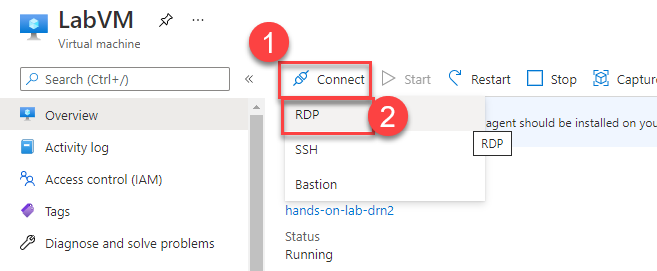 LabVM
Virtual machine
1
Search (Ctrl+/)
Connect
Start
Restart
Stop
Capture
Overview
RDP
2
agent should be installed on you
RDP
Activity log
SSH
Access control (IAM)
Bastion
Tags
hands-on-lab-drn2
Diagnose and solve problems
Status
Running